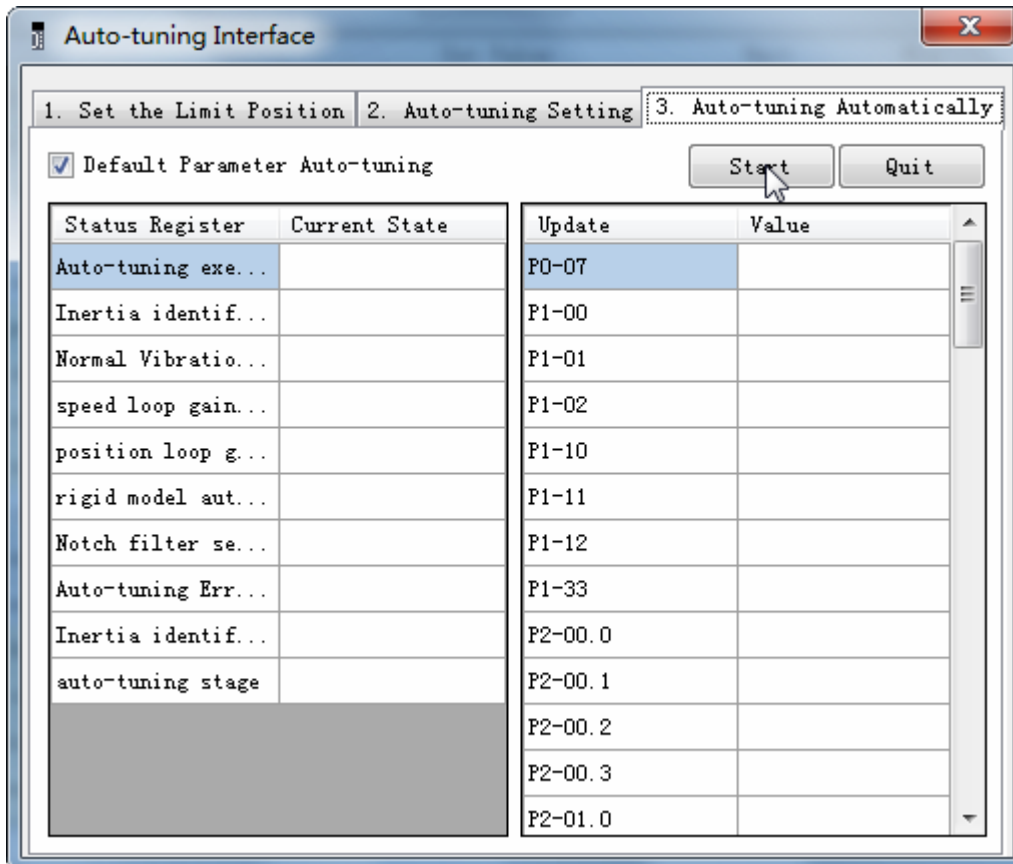 Auto-tuning Interface
1. Set the Limit Position 2. Auto-tuning Setting 3. Auto-tuning Automatically
Default Parameter Auto-tuning Start Quit
Status Register Current State Update Value
Auto-tuning exe... P0-07
Inertia identif... P1-00
Normal Vibratio... P1-01
speed loop gain... P1-02
position loop g... P1-10
rigid model aut... P1-11
Notch filter se... P1-12
Auto-tuning Err... P1-33
Inertia identif... P2-00.0
auto-tuning stage P2-00.1
P2-00.2
P2-00.3
P2-01.0